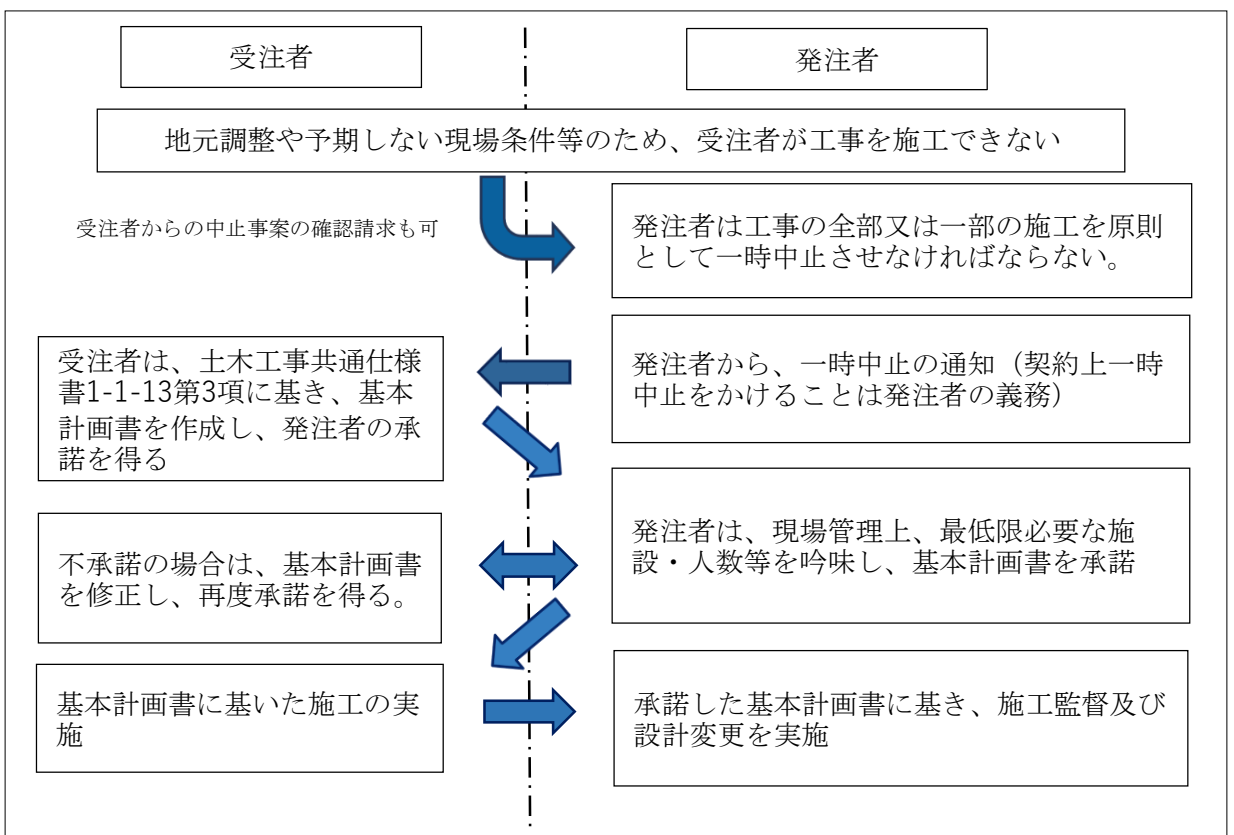 受注者
発注者
地元調整や予期しない現場条件等のため、受注者が工事を施工できない
受注者からの中止事案の確認請求も可
発注者は工事の全部又は一部の施工を原則
として一時中止させなければならない。
発注者から、一時中止の通知（契約上一時
中止をかけることは発注者の義務）
受注者は、土木工事共通仕様
書1-1-13第3項に基き、基本
計画書を作成し、発注者の承
諾を得る
発注者は、現場管理上、最低限必要な施
設・人数等を吟味し、基本計画書を承諾
不承諾の場合は、基本計画書
を修正し、再度承諾を得る。
基本計画書に基いた施工の実
施
承諾した基本計画書に基き、施工監督及び
設計変更を実施